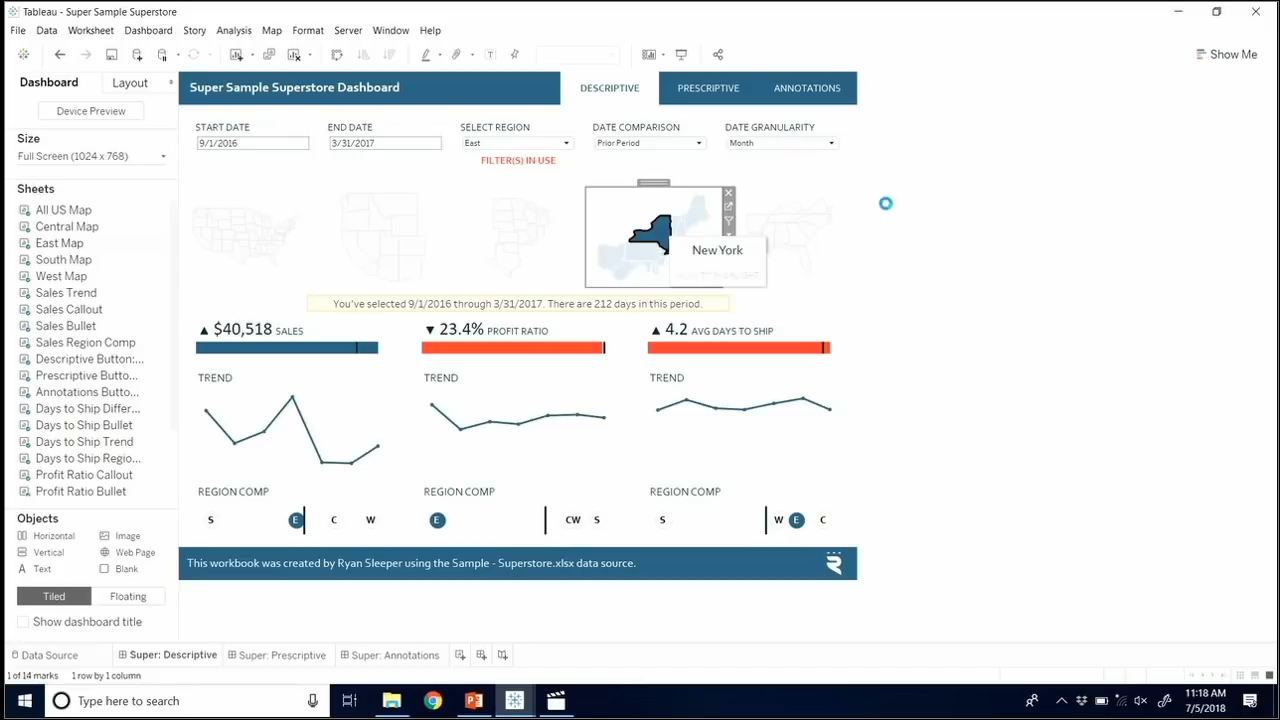 Tableau - Super Sample Superstore
File Data Worksheet Dashboard Story Analysis Map Format Server Window Help
Show Me
Dashboard Layout
Device Preview
Size
Full Screen (1024 x 768)
Sheets
All US Map
Central Map
East Map
South Map
West Map
Sales Trend
Sales Callout
Sales Bullet
Sales Region Comp
Descriptive Button:...
Prescriptive Butto...
Annotations Butto...
Days to Ship Differ...
Days to Ship Bullet
Days to Ship Trend
Days to Ship Regio...
Profit Ratio Callout
Profit Ratio Bullet
Objects
Horizontal Image
Vertical Web Page
A Text Blank
Tiled Floating
Show dashboard title
Super Sample Superstore Dashboard
DESCRIPTIVE PRESCRIPTIVE ANNOTATIONS
START DATE END DATE SELECT REGION DATE COMPARISON DATE GRANULARITY
9/1/2016 3/31/2017 East Prior Period Month
FILTER(S) IN USE
New York
You've selected 9/1/2016 through 3/31/2017. There are 212 days in this period.
▲ $40,518 SALES ▼ 23.4% PROFIT RATIO ▲ 4.2 AVG DAYS TO SHIP
TREND TREND TREND
REGION COMP REGION COMP REGION COMP
S E C W E CW S S W E C
This workbook was created by Ryan Sleeper using the Sample - Superstore.xlsx data source.
Data Source Super: Descriptive Super: Prescriptive Super: Annotations
1 of 14 marks 1 row by 1 column
Type here to search
11:18 AM
7/5/2018